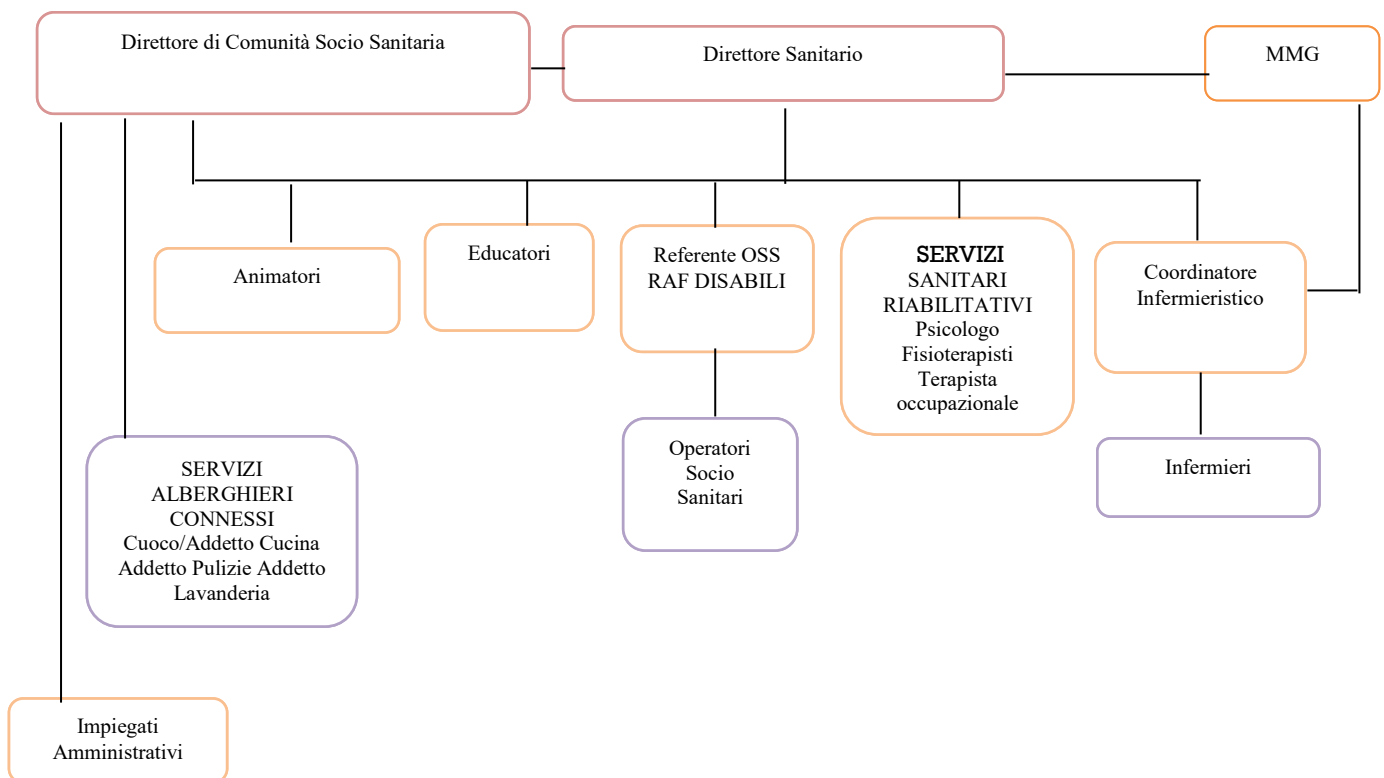 Direttore di Comunità Socio Sanitaria
Direttore Sanitario
MMG
Animatori
Educatori
Referente OSS
RAF DISABILI
SERVIZI
SANITARI
RIABILITATIVI
Psicologo
Fisioterapisti
Terapista
occupazionale
Coordinatore
Infermieristico
SERVIZI
ALBERGHIERI
CONNESSI
Cuoco/Addetto Cucina
Addetto Pulizie Addetto
Lavanderia
Operatori
Socio
Sanitari
Infermieri
Impiegati
Amministrativi